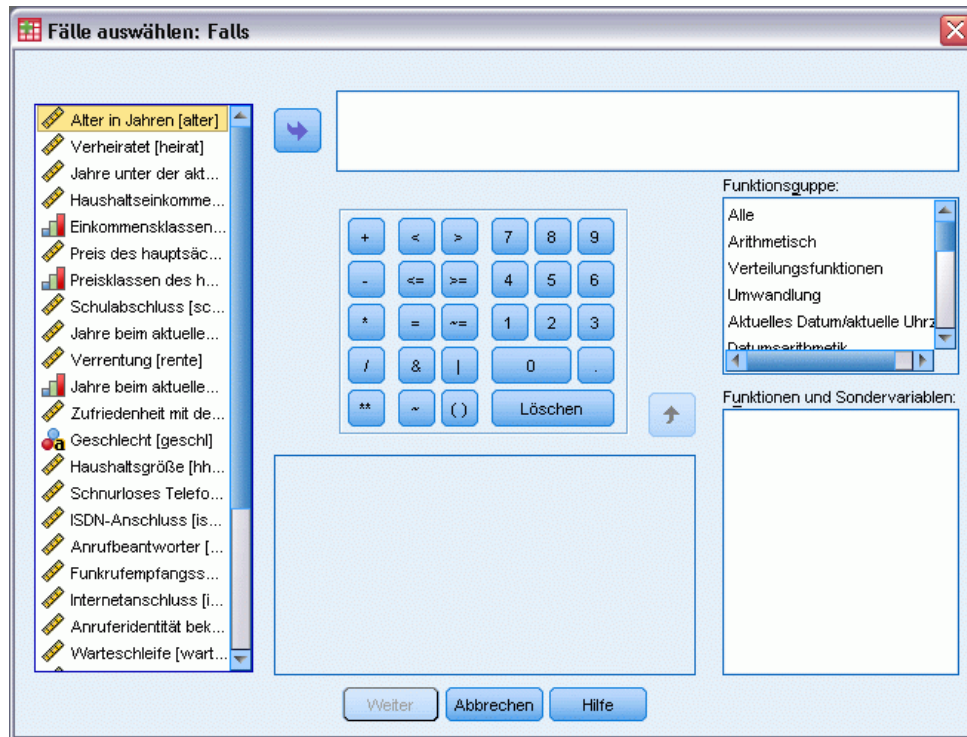 Fälle auswählen: Falls
Alter in Jahren [alter]
Verheiratet [heirat]
Jahre unter der akt...
Haushaltseinkomme...
Einkommensklassen...
Preis des hauptsäc...
Preisklassen des h...
Schulabschluss [sc...
Jahre beim aktuelle...
Verrentung [rente]
Jahre beim aktuelle...
Zufriedenheit mit de...
Geschlecht [geschl]
Haushaltsgröße [hh...
Schnurloses Telefo...
ISDN-Anschluss [is...
Anrufbeantworter [...
Funkrufempfangss...
Internetanschluss [i...
Anruferidentität bek...
Warteschleife [wart...
+ < > 7 8 9
- <= >= 4 5 6
* = ~= 1 2 3
/ & | 0 .
** ~ ( ) Löschen
Funktionsgruppe:
Alle
Arithmetisch
Verteilungsfunktionen
Umwandlung
Aktuelles Datum/aktuelle Uhrz
Datumsarithmetik
Funktionen und Sondervariablen:
Weiter Abbrechen Hilfe